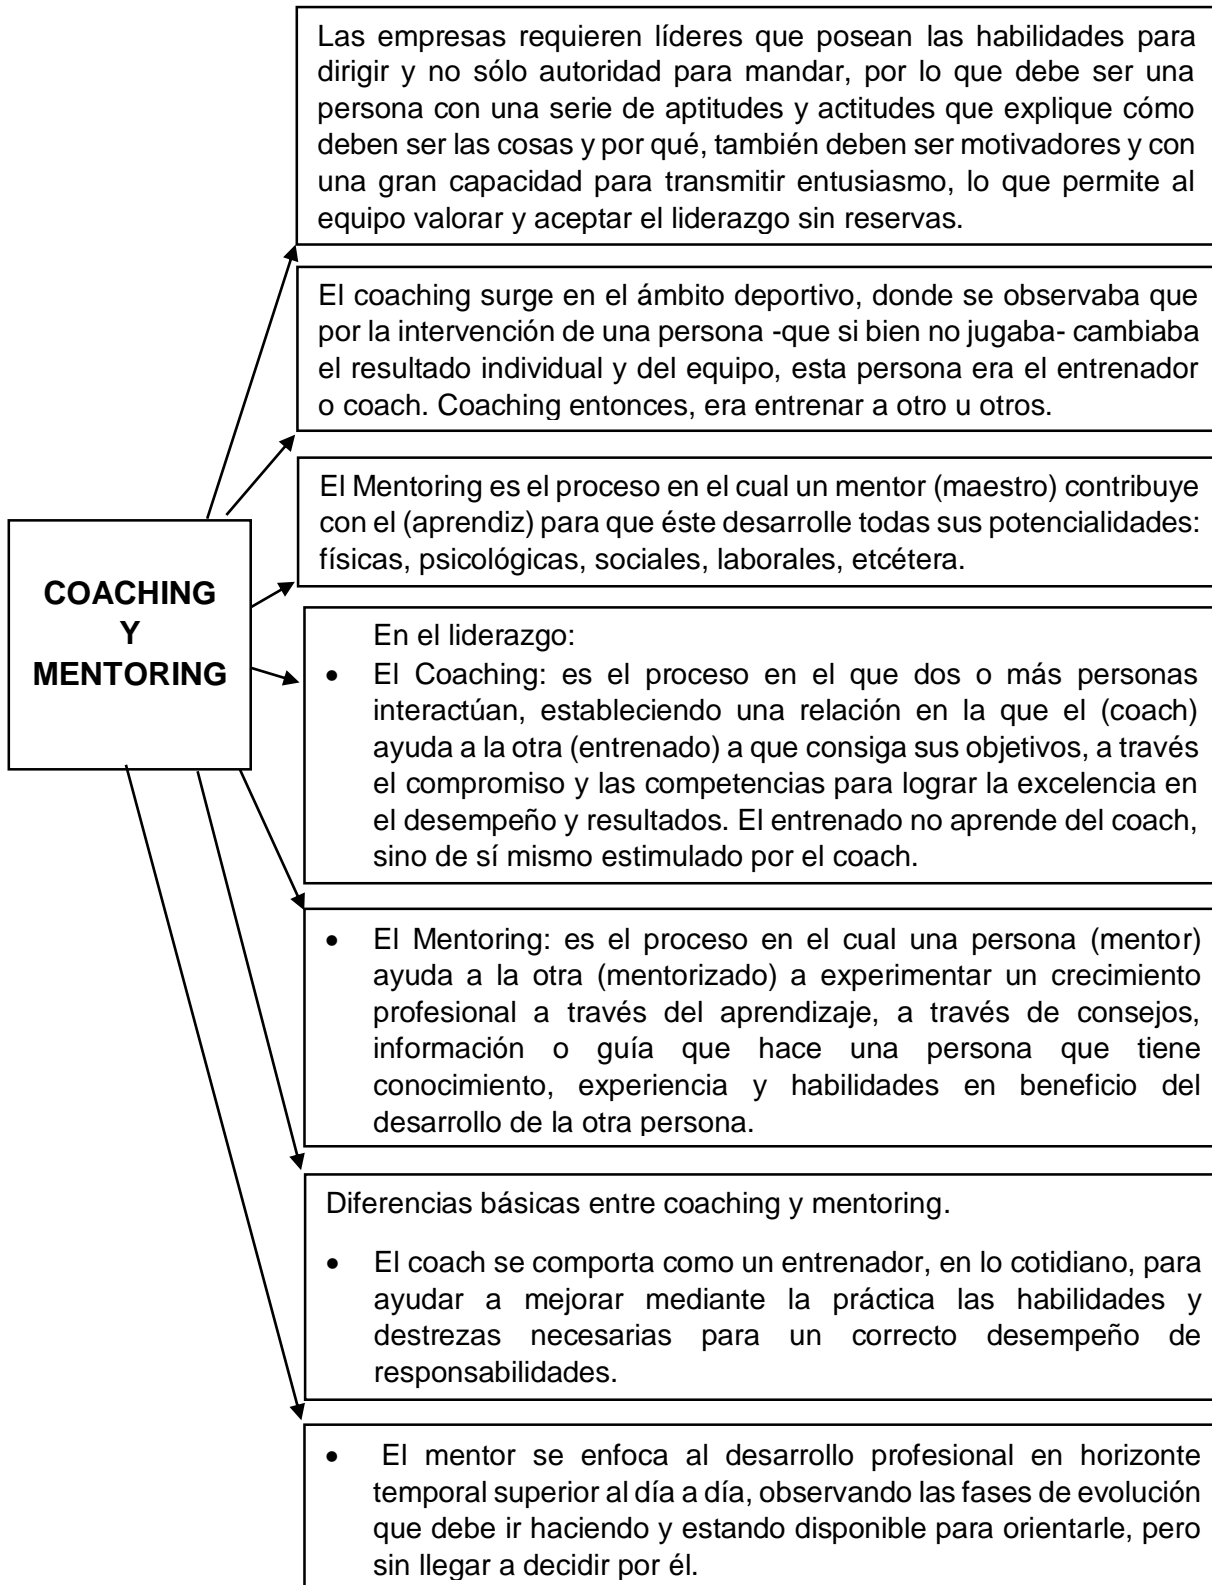 Las empresas requieren líderes que posean las habilidades para
dirigir y no sólo autoridad para mandar, por lo que debe ser una
persona con una serie de aptitudes y actitudes que explique cómo
deben ser las cosas y por qué, también deben ser motivadores y con
una gran capacidad para transmitir entusiasmo, lo que permite al
equipo valorar y aceptar el liderazgo sin reservas.
El coaching surge en el ámbito deportivo, donde se observaba que
por la intervención de una persona -que si bien no jugaba- cambiaba
el resultado individual y del equipo, esta persona era el entrenador
o coach. Coaching entonces, era entrenar a otro u otros.
El Mentoring es el proceso en el cual un mentor (maestro) contribuye
con el (aprendiz) para que éste desarrolle todas sus potencialidades:
físicas, psicológicas, sociales, laborales, etcétera.
COACHING
Y
MENTORING
En el liderazgo:
• El Coaching: es el proceso en el que dos o más personas
interactúan, estableciendo una relación en la que el (coach)
ayuda a la otra (entrenado) a que consiga sus objetivos, a través
el compromiso y las competencias para lograr la excelencia en
el desempeño y resultados. El entrenado no aprende del coach,
sino de sí mismo estimulado por el coach.
• El Mentoring: es el proceso en el cual una persona (mentor)
ayuda a la otra (mentorizado) a experimentar un crecimiento
profesional a través del aprendizaje, a través de consejos,
información o guía que hace una persona que tiene
conocimiento, experiencia y habilidades en beneficio del
desarrollo de la otra persona.
Diferencias básicas entre coaching y mentoring.
• El coach se comporta como un entrenador, en lo cotidiano, para
ayudar a mejorar mediante la práctica las habilidades y
destrezas necesarias para un correcto desempeño de
responsabilidades.
• El mentor se enfoca al desarrollo profesional en horizonte
temporal superior al día a día, observando las fases de evolución
que debe ir haciendo y estando disponible para orientarle, pero
sin llegar a decidir por él.